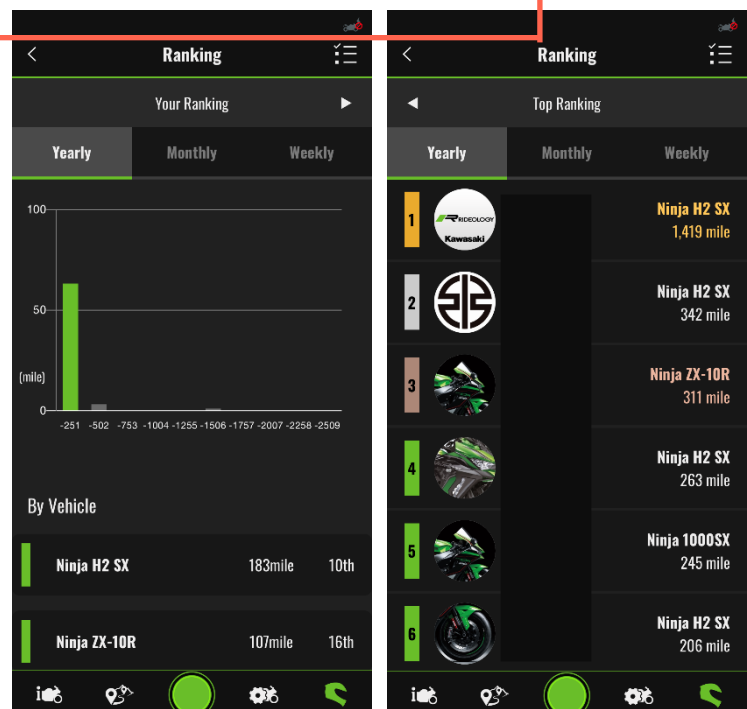 Ranking
Your Ranking
Yearly Monthly Weekly
100
50
(mile)
0
-251 -502 -753 -1004 -1255 -1506 -1757 -2007 -2258 -2509
By Vehicle
Ninja H2 SX 183mile 10th
Ninja ZX-10R 107mile 16th
i
Ranking
Top Ranking
Yearly Monthly Weekly
1
RIDEOLOGY
Kawasaki
Ninja H2 SX
1,419 mile
2
Ninja H2 SX
342 mile
3
Ninja ZX-10R
311 mile
4
Ninja H2 SX
263 mile
5
Ninja 1000SX
245 mile
6
Ninja H2 SX
206 mile
i